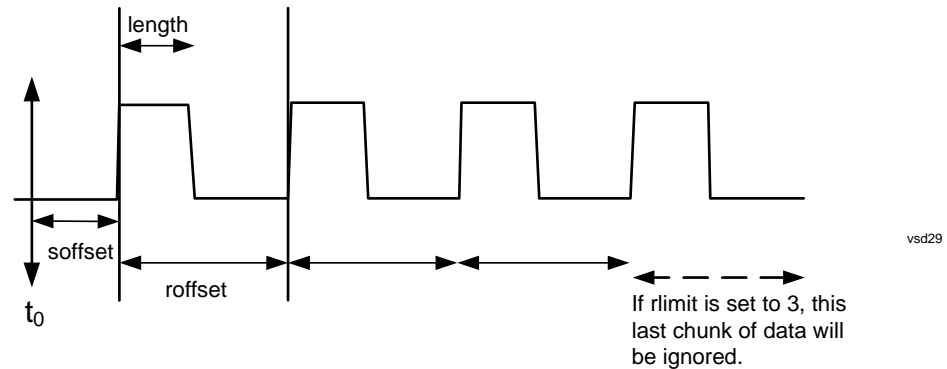 length
soffset
vsd29
roffset
t0
If rlimit is set to 3, this
last chunk of data will
be ignored.